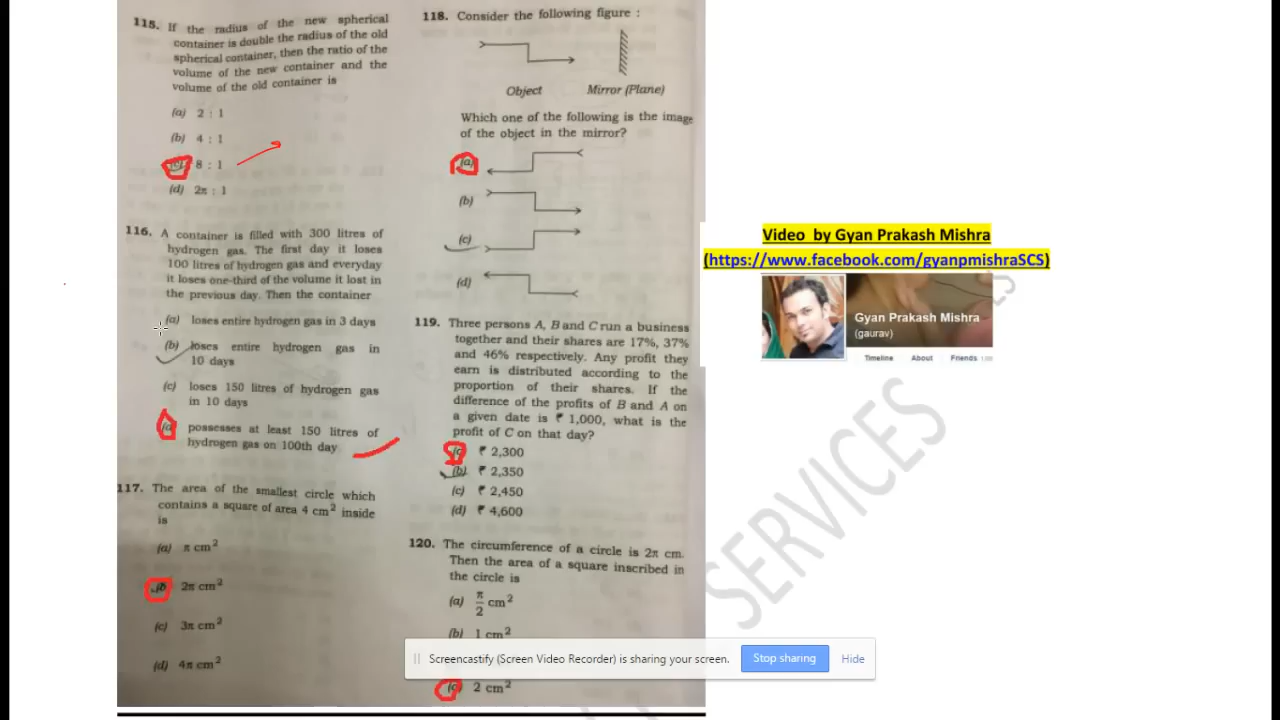 115. If the radius of the new spherical
container is double the radius of the old
spherical container, then the ratio of the
volume of the new container and the
volume of the old container is
(a) 2 : 1
(b) 4 : 1
8 : 1
(d) 2π : 1
116. A container is filled with 300 litres of
hydrogen gas. The first day it loses
100 litres of hydrogen gas and everyday
it loses one-third of the volume it lost in
the previous day. Then the container
(a) loses entire hydrogen gas in 3 days
(b) loses entire hydrogen gas in
10 days
(c) loses 150 litres of hydrogen gas
in 10 days
(d) possesses at least 150 litres of
hydrogen gas on 100th day
117. The area of the smallest circle which
contains a square of area 4 cm² inside
is
(a) π cm²
(b) 2π cm²
(c) 3π cm²
(d) 4π cm²
118. Consider the following figure :
Object Mirror (Plane)
Which one of the following is the image
of the object in the mirror?
(a)
(b)
(c)
(d)
119. Three persons A, B and C run a business
together and their shares are 17%, 37%
and 46% respectively. Any profit they
earn is distributed according to the
proportion of their shares. If the
difference of the profits of B and A on
a given date is ₹ 1,000, what is the
profit of C on that day?
(a) ₹ 2,300
(b) ₹ 2,350
(c) ₹ 2,450
(d) ₹ 4,600
120. The circumference of a circle is 2π cm.
Then the area of a square inscribed in
the circle is
(a) π/2 cm²
(b) 1 cm²
2 cm²
Screencastify (Screen Video Recorder) is sharing your screen. Stop sharing Hide
Video by Gyan Prakash Mishra
(https://www.facebook.com/gyanpmishraSCS)
Gyan Prakash Mishra
(gaurav)
Timeline About Friends
SERVICES